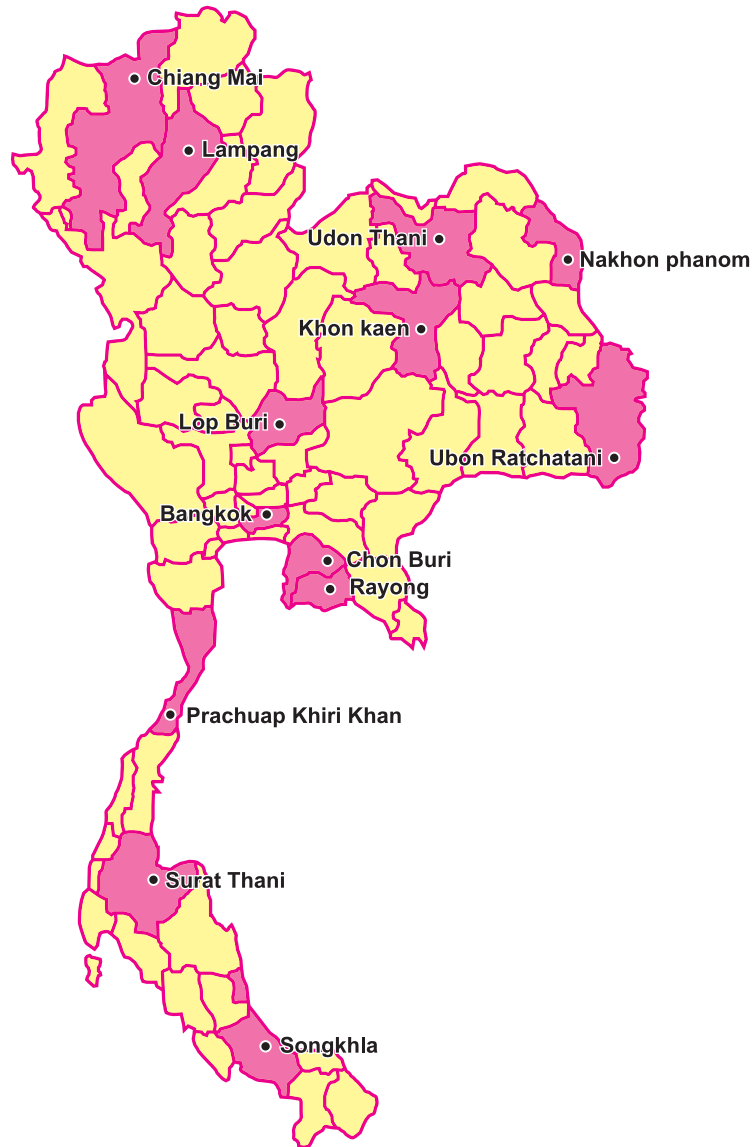 Chiang Mai
Lampang
Udon Thani
Nakhon phanom
Khon kaen
Lop Buri
Ubon Ratchatani
Bangkok
Chon Buri
Rayong
Prachuap Khiri Khan
Surat Thani
Songkhla